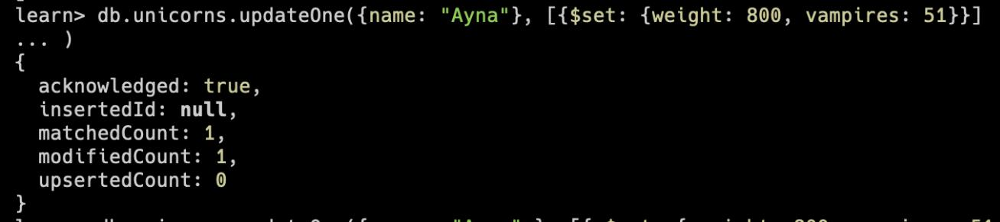 learn> db.unicorns.updateOne({name: "Ayna"}, [{$set: {weight: 800, vampires: 51}}]
... )
{
  acknowledged: true,
  insertedId: null,
  matchedCount: 1,
  modifiedCount: 1,
  upsertedCount: 0
}